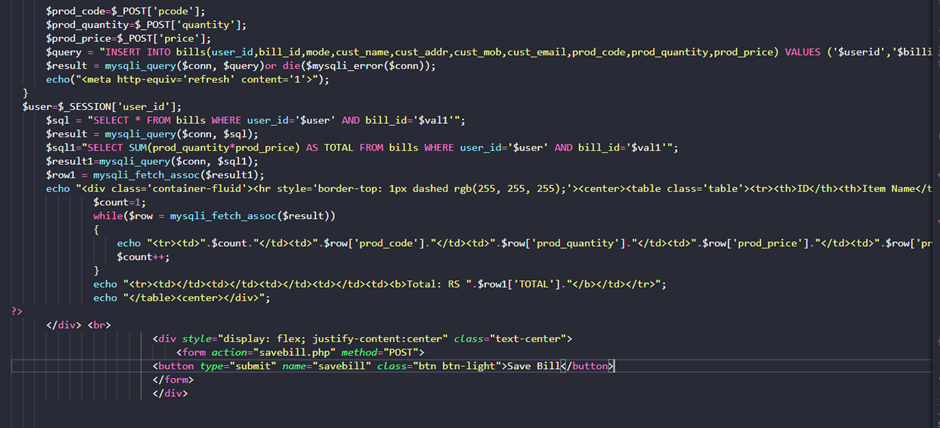 $prod_code=$_POST['pcode'];
$prod_quantity=$_POST['quantity'];
$prod_price=$_POST['price'];
$query = "INSERT INTO bills(user_id,bill_id,mode,cust_name,cust_addr,cust_mob,cust_email,prod_code,prod_quantity,prod_price) VALUES ('$userid','$billi
$result = mysqli_query($conn, $query)or die($mysqli_error($conn));
echo("<meta http-equiv='refresh' content='1'>");
}
$user=$_SESSION['user_id'];
$sql = "SELECT * FROM bills WHERE user_id='$user' AND bill_id='$val1'";
$result = mysqli_query($conn, $sql);
$sql1="SELECT SUM(prod_quantity*prod_price) AS TOTAL FROM bills WHERE user_id='$user' AND bill_id='$val1'";
$result1=mysqli_query($conn, $sql1);
$row1 = mysqli_fetch_assoc($result1);
echo "<div class='container-fluid'><hr style='border-top: 1px dashed rgb(255, 255, 255);'><center><table class='table'><tr><th>ID</th><th>Item Name</t
$count=1;
while($row = mysqli_fetch_assoc($result))
{
echo "<tr><td>".$count."</td><td>".$row['prod_code']."</td><td>".$row['prod_quantity']."</td><td>".$row['prod_price']."</td><td>".$row['pr
$count++;
}
echo "<tr><td></td><td></td><td></td><td></td><td><b>Total: RS ".$row1['TOTAL']."</b></td></tr>";
echo "</table><center></div>";
?>
</div> <br>
<div style="display: flex; justify-content:center" class="text-center">
<form action="savebill.php" method="POST">
<button type="submit" name="savebill" class="btn btn-light">Save Bill</button>
</form>
</div>